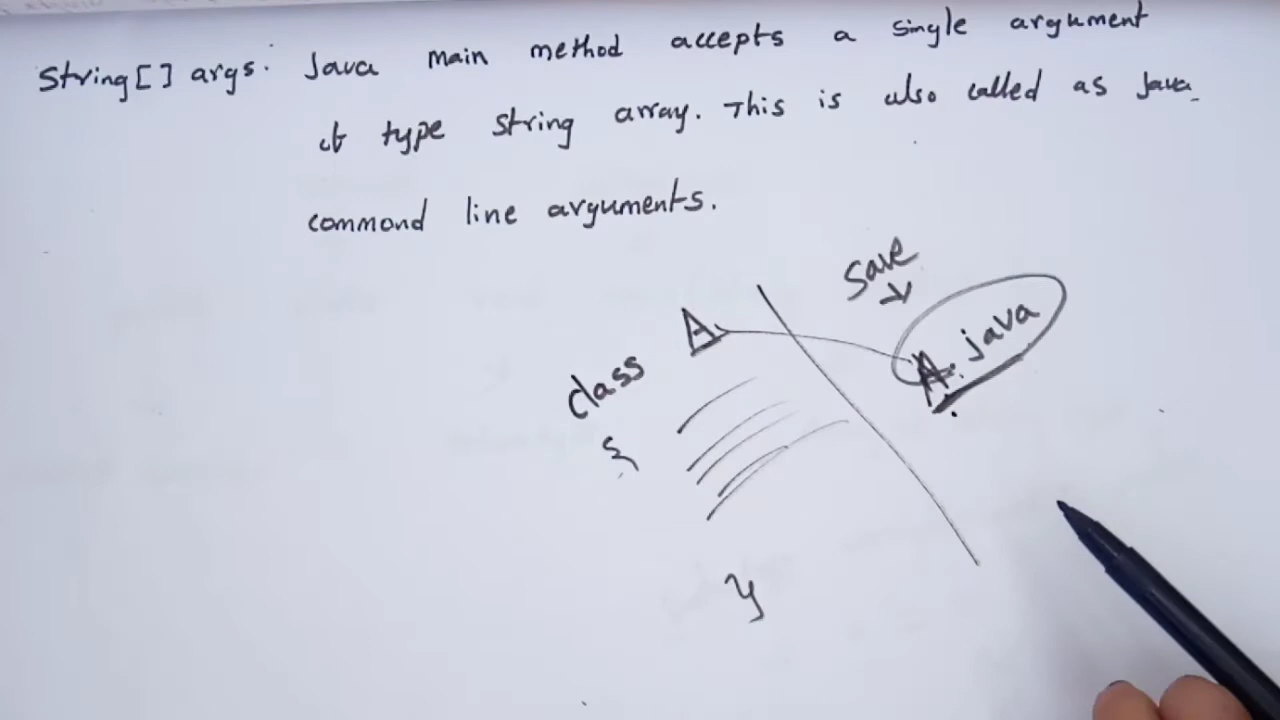 String[] args: Java main method accepts a single argument
of type string array. This is also called as Java
command line arguments.
Save
A. java
class A
{
}